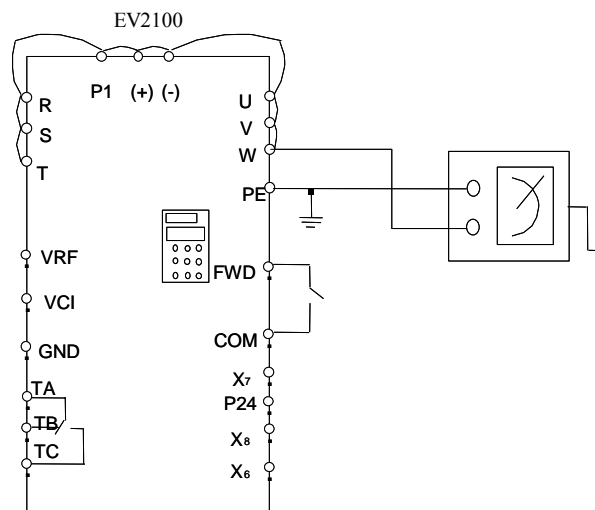 EV2100
P1 (+) (-)
R
S
T
VRF
VCI
GND
TA
TB
TC
U
V
W
PE
FWD
COM
X7
P24
X8
X6